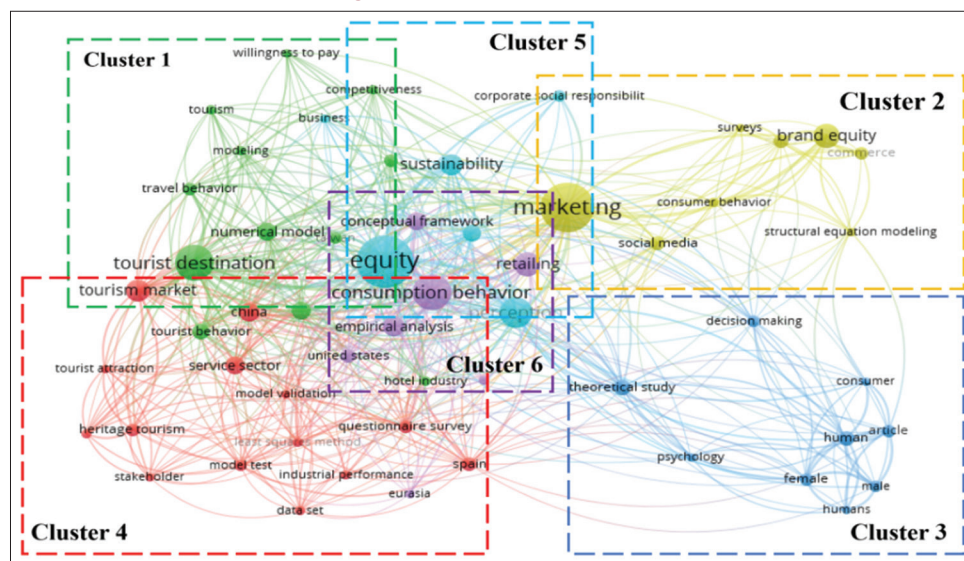 Cluster 1
willingness to pay
competitiveness
tourism
business
modeling
travel behavior
numerical model
tourist destination
Cluster 5
corporate social responsibilit
sustainability
conceptual framework
equity
perception
Cluster 2
surveys
brand equity
commerce
marketing
consumer behavior
social media
structural equation modeling
retailing
consumption behavior
empirical analysis
united states
Cluster 6
hotel industry
tourism market
china
tourist behavior
tourist attraction
service sector
model validation
heritage tourism
questionnaire survey
least squares method
stakeholder
model test
industrial performance
spain
eurasia
data set
Cluster 4
decision making
theoretical study
consumer
article
human
psychology
female
male
humans
Cluster 3